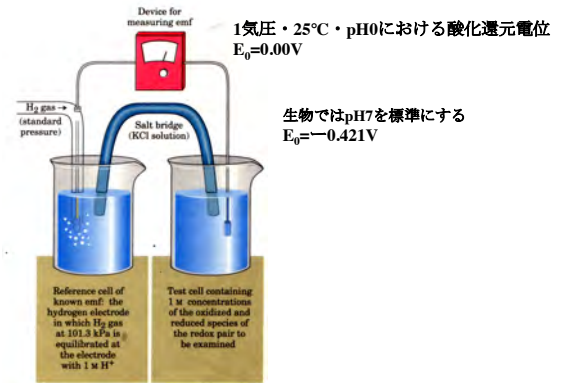 Device for
measuring emf
1気圧・25℃・pH0における酸化還元電位
E₀=0.00V
H₂ gas →
(standard
pressure)
Salt bridge
(KCl solution)
生物ではpH7を標準にする
E₀=ー0.421V
Reference cell of
known emf: the
hydrogen electrode
in which H₂ gas
at 101.3 kPa is
equilibrated at
the electrode
with 1 M H⁺
Test cell containing
1 M concentrations
of the oxidized and
reduced species of
the redox pair to
be examined